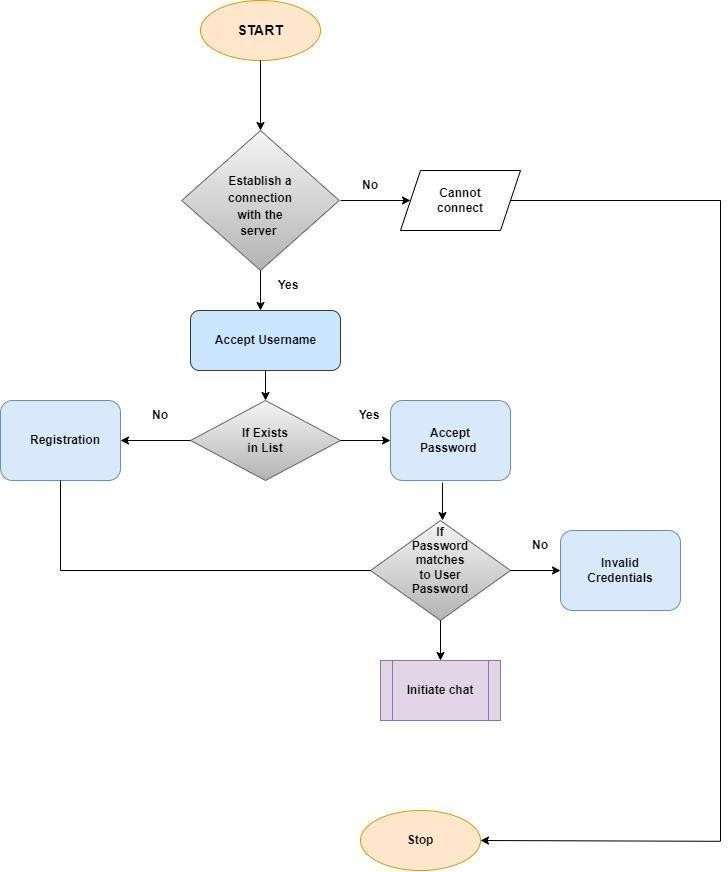 START
Establish a
connection
with the
server
No
Cannot
connect
Yes
Accept Username
No
If Exists
in List
Yes
Registration
Accept
Password
If
Password
matches
to User
Password
No
Invalid
Credentials
Initiate chat
Stop